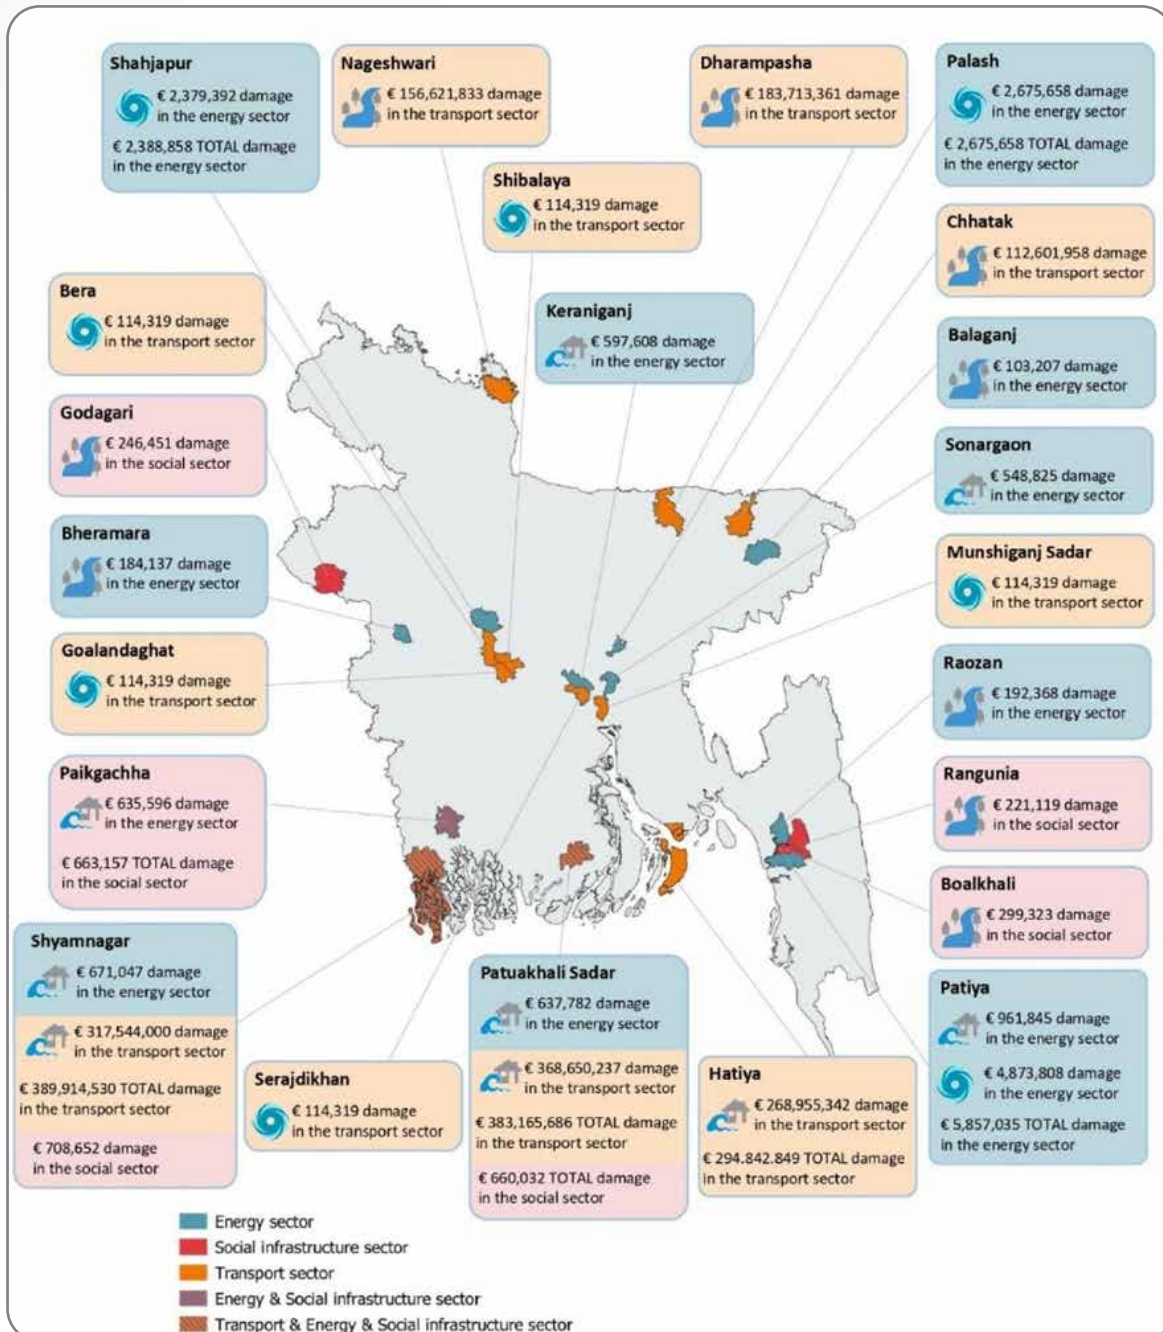 Shahjapur
€ 2,379,392 damage
in the energy sector
€ 2,388,858 TOTAL damage
in the energy sector
Nageshwari
€ 156,621,833 damage
in the transport sector
Dharampasha
€ 183,713,361 damage
in the transport sector
Palash
€ 2,675,658 damage
in the energy sector
€ 2,675,658 TOTAL damage
in the energy sector
Shibalaya
€ 114,319 damage
in the transport sector
Chhatak
€ 112,601,958 damage
in the transport sector
Bera
€ 114,319 damage
in the transport sector
Keraniganj
€ 597,608 damage
in the energy sector
Balaganj
€ 103,207 damage
in the energy sector
Godagari
€ 246,451 damage
in the social sector
Sonargaon
€ 548,825 damage
in the energy sector
Bheramara
€ 184,137 damage
in the energy sector
Munshiganj Sadar
€ 114,319 damage
in the transport sector
Goalandaghat
€ 114,319 damage
in the transport sector
Raozan
€ 192,368 damage
in the energy sector
Paikgachha
€ 635,596 damage
in the energy sector
€ 663,157 TOTAL damage
in the social sector
Rangunia
€ 221,119 damage
in the social sector
Boalkhali
€ 299,323 damage
in the social sector
Shyamnagar
€ 671,047 damage
in the energy sector
€ 317,544,000 damage
in the transport sector
€ 389,914,530 TOTAL damage
in the transport sector
€ 708,652 damage
in the social sector
Serajdikhan
€ 114,319 damage
in the transport sector
Patuakhali Sadar
€ 637,782 damage
in the energy sector
€ 368,650,237 damage
in the transport sector
€ 383,165,686 TOTAL damage
in the transport sector
€ 660,032 TOTAL damage
in the social sector
Hatiya
€ 268,955,342 damage
in the transport sector
€ 294.842.849 TOTAL damage
in the transport sector
Patiya
€ 961,845 damage
in the energy sector
€ 4,873,808 damage
in the energy sector
€ 5,857,035 TOTAL damage
in the energy sector
Energy sector
Social infrastructure sector
Transport sector
Energy & Social infrastructure sector
Transport & Energy & Social infrastructure sector